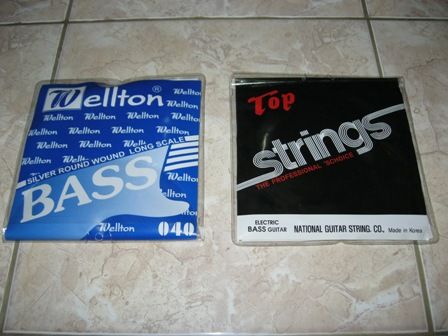 Wellton®
Wellton Wellton
Wellton Wellton Wellton
Wellton Wellton Wellton
Wellton Wellton
SILVER ROUND WOUND LONG SCALE
BASS
Wellton
040
Top
strings
THE PROFESSIONAL 'SCHOICE
ELECTRIC
BASS GUITAR
NATIONAL GUITAR STRING. CO., Made in Korea